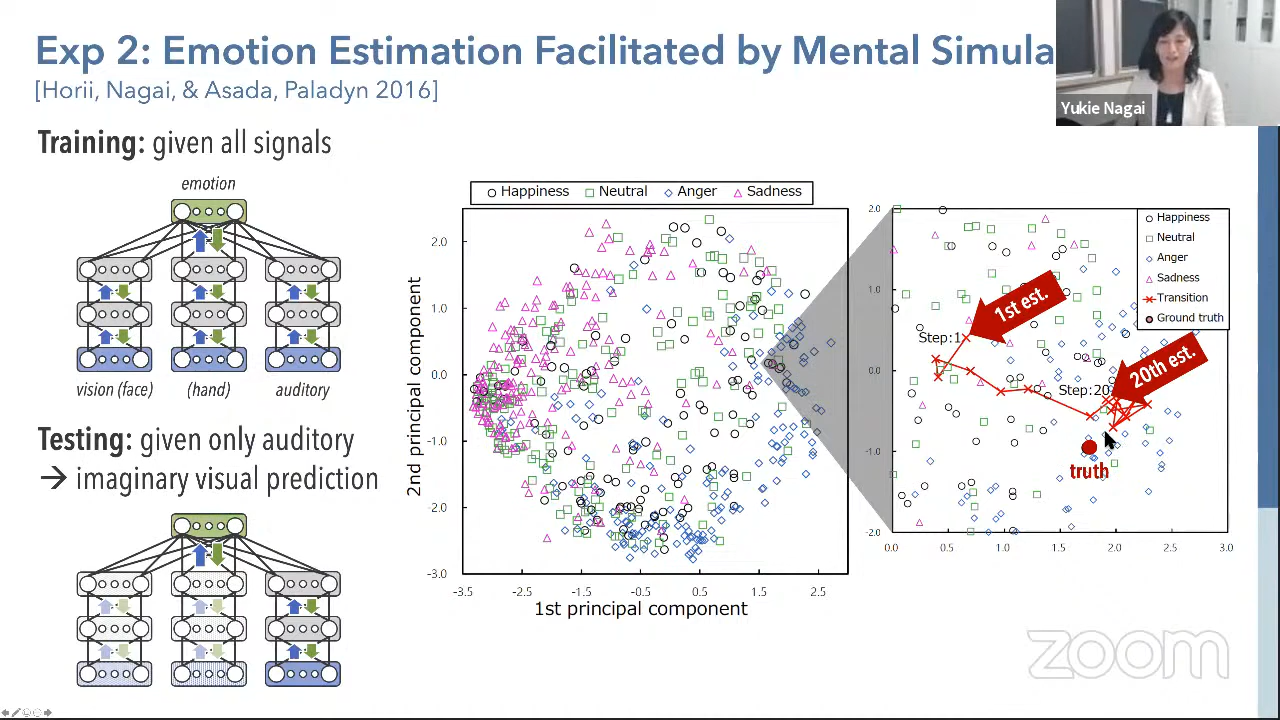 Exp 2: Emotion Estimation Facilitated by Mental Simula
[Horii, Nagai, & Asada, Paladyn 2016]
Yukie Nagai
Training: given all signals
emotion
vision (face)
(hand)
auditory
Testing: given only auditory
→ imaginary visual prediction
Happiness Neutral Anger Sadness
2nd principal component
2.0
1.0
0.0
-1.0
-2.0
-3.0
-3.5 -2.5 -1.5 -0.5 0.5 1.5 2.5
1st principal component
Happiness
Neutral
Anger
Sadness
Transition
Ground truth
2.0
1.0
0.0
-1.0
-2.0
0.0 0.5 1.0 1.5 2.0 2.5 3.0
1st est.
Step:1
20th est.
Step:20
truth
zoom